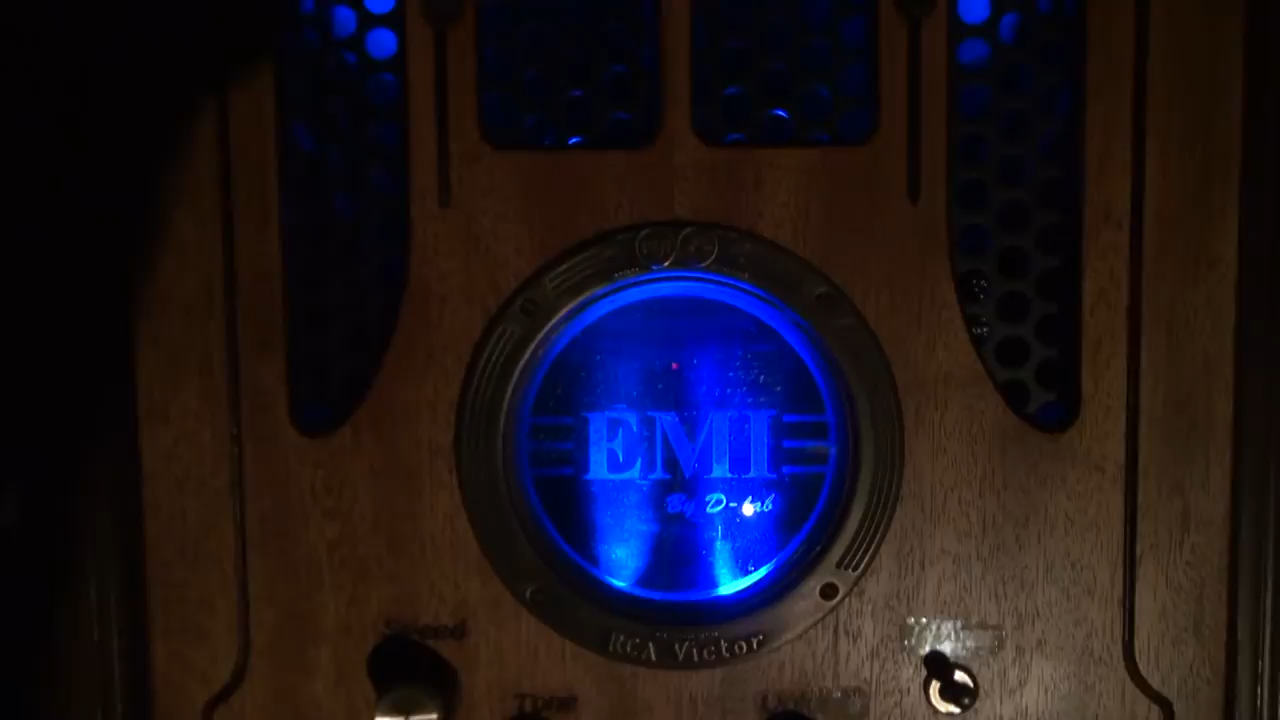 EMI
By D-Lab
RCA Victor
Speed
Tone